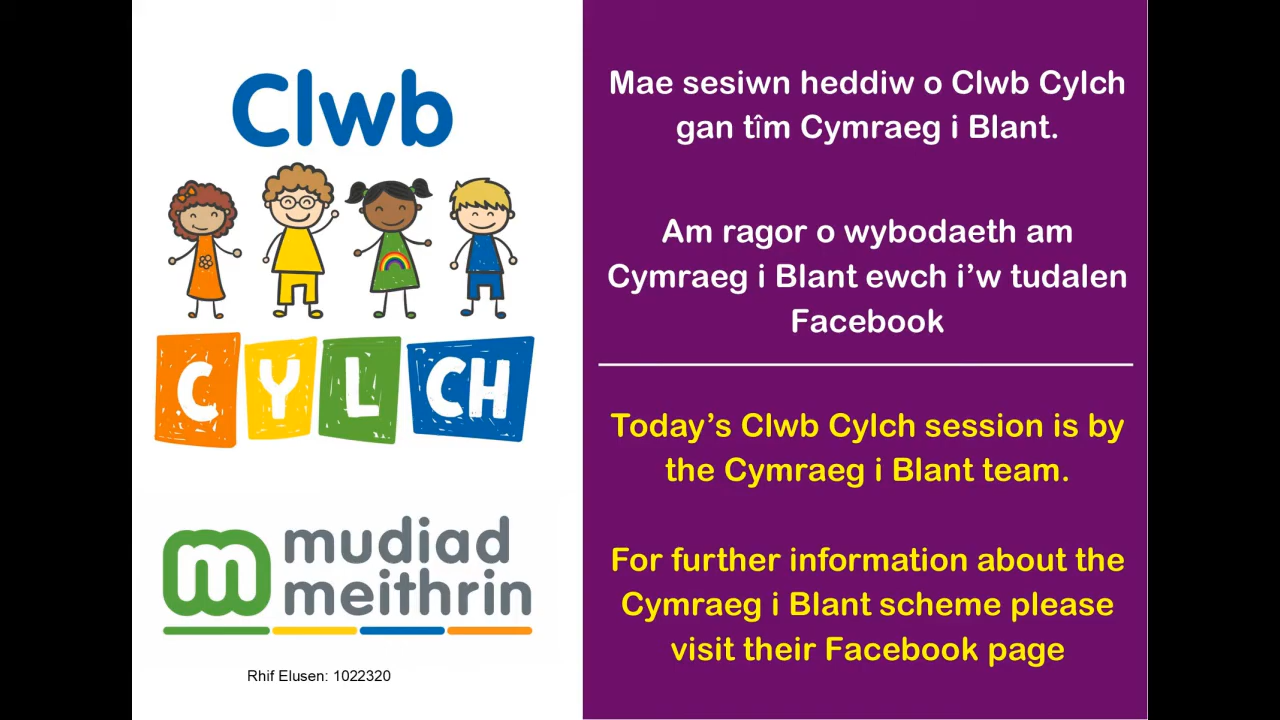 Clwb
CYLCH
mudiad
meithrin
Rhif Elusen: 1022320
Mae sesiwn heddiw o Clwb Cylch
gan tîm Cymraeg i Blant.
Am ragor o wybodaeth am
Cymraeg i Blant ewch i’w tudalen
Facebook
Today’s Clwb Cylch session is by
the Cymraeg i Blant team.
For further information about the
Cymraeg i Blant scheme please
visit their Facebook page